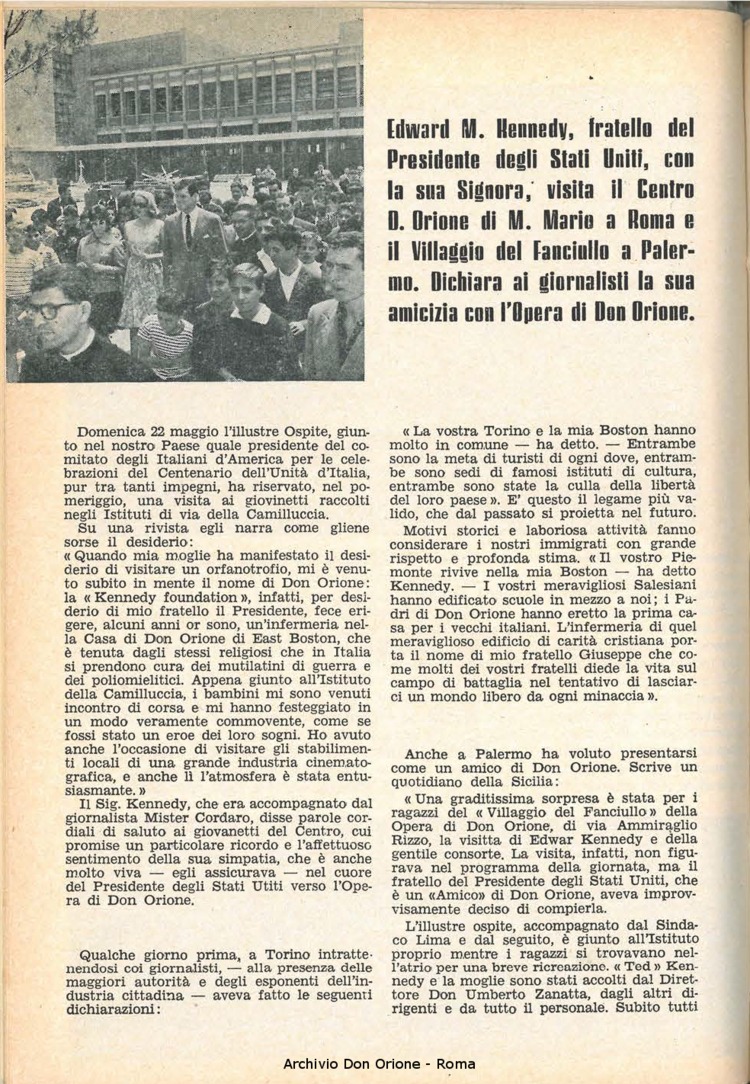 Edward M. Kennedy, fratello del
Presidente degli Stati Uniti, con
la sua Signora, visita il Centro
D. Orione di M. Mario a Roma e
il Villaggio del Fanciullo a Paler-
mo. Dichiara ai giornalisti la sua
amicizia con l'Opera di Don Orione.
Domenica 22 maggio l'illustre Ospite, giun-
to nel nostro Paese quale presidente del co-
mitato degli Italiani d'America per le cele-
brazioni del Centenario dell'Unità d'Italia,
pur tra tanti impegni, ha riservato, nel po-
meriggio, una visita ai giovinetti raccolti
negli Istituti di via della Camilluccia.
Su una rivista egli narra come gliene
sorse il desiderio:
« Quando mia moglie ha manifestato il desi-
derio di visitare un orfanotrofio, mi è venu-
to subito in mente il nome di Don Orione:
la « Kennedy foundation », infatti, per desi-
derio di mio fratello il Presidente, fece eri-
gere, alcuni anni or sono, un'infermeria nel-
la Casa di Don Orione di East Boston, che
è tenuta dagli stessi religiosi che in Italia
si prendono cura dei mutilatini di guerra e
dei poliomielitici. Appena giunto all'Istituto
della Camilluccia, i bambini mi sono venuti
incontro di corsa e mi hanno festeggiato in
un modo veramente commovente, come se
fossi stato un eroe dei loro sogni. Ho avuto
anche l'occasione di visitare gli stabilimen-
ti locali di una grande industria cinemato-
grafica, e anche lì l'atmosfera è stata entu-
siasmante. »
Il Sig. Kennedy, che era accompagnato dal
giornalista Mister Cordaro, disse parole cor-
diali di saluto ai giovanetti del Centro, cui
promise un particolare ricordo e l'affettuoso
sentimento della sua simpatia, che è anche
molto viva — egli assicurava — nel cuore
del Presidente degli Stati Utiti verso l'Ope-
ra di Don Orione.
Qualche giorno prima, a Torino intratte-
nendosi coi giornalisti, — alla presenza delle
maggiori autorità e degli esponenti dell'in-
dustria cittadina — aveva fatto le seguenti
dichiarazioni:
« La vostra Torino e la mia Boston hanno
molto in comune — ha detto. — Entrambe
sono la meta di turisti di ogni dove, entram-
be sono sedi di famosi istituti di cultura,
entrambe sono state la culla della libertà
del loro paese ». E' questo il legame più va-
lido, che dal passato si proietta nel futuro.
Motivi storici e laboriosa attività fanno
considerare i nostri immigrati con grande
rispetto e profonda stima. « Il vostro Pie-
monte rivive nella mia Boston — ha detto
Kennedy. — I vostri meravigliosi Salesiani
hanno edificato scuole in mezzo a noi; i Pa-
dri di Don Orione hanno eretto la prima ca-
sa per i vecchi italiani. L'infermeria di quel
meraviglioso edificio di carità cristiana por-
ta il nome di mio fratello Giuseppe che co-
me molti dei vostri fratelli diede la vita sul
campo di battaglia nel tentativo di lasciar-
ci un mondo libero da ogni minaccia ».
Anche a Palermo ha voluto presentarsi
come un amico di Don Orione. Scrive un
quotidiano della Sicilia:
« Una graditissima sorpresa è stata per i
ragazzi del « Villaggio del Fanciullo » della
Opera di Don Orione, di via Ammiraglio
Rizzo, la visitta di Edwar Kennedy e della
gentile consorte. La visita, infatti, non figu-
rava nel programma della giornata, ma il
fratello del Presidente degli Stati Uniti, che
è un «Amico» di Don Orione, aveva improv-
visamente deciso di compierla.
L'illustre ospite, accompagnato dal Sinda-
co Lima e dal seguito, è giunto all'Istituto
proprio mentre i ragazzi si trovavano nel-
l'atrio per una breve ricreazione. « Ted » Ken-
nedy e la moglie sono stati accolti dal Diret-
tore Don Umberto Zanatta, dagli altri di-
rigenti e da tutto il personale. Subito tutti
Archivio Don Orione - Roma